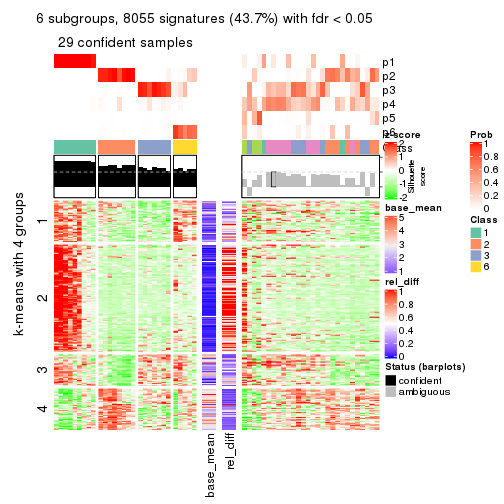 6 subgroups, 8055 signatures (43.7%) with fdr < 0.05
29 confident samples
p1
p2
p3
p4
p5
p6
Class
Silhouette
score
k-means with 4 groups
1
2
3
4
base_mean
rel_diff
z-score
2
1
0
-1
-2
base_mean
5
4
3
2
1
rel_diff
1
0.8
0.6
0.4
0.2
0
Status (barplots)
confident
ambiguous
Prob
1
0.8
0.6
0.4
0.2
0
Class
1
2
3
6